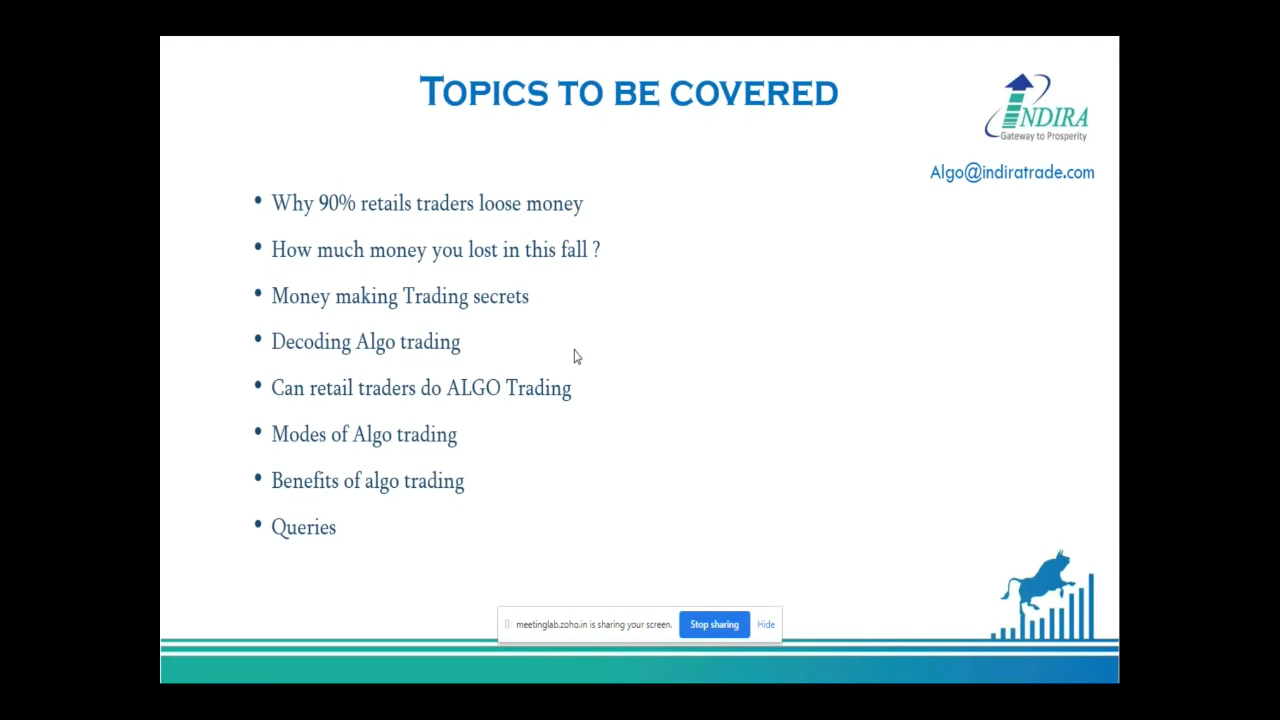 TOPICS TO BE COVERED
INDIRA
Gateway to Prosperity
Algo@indiratrade.com
• Why 90% retails traders loose money
• How much money you lost in this fall ?
• Money making Trading secrets
• Decoding Algo trading
• Can retail traders do ALGO Trading
• Modes of Algo trading
• Benefits of algo trading
• Queries
meetinglab.zoho.in is sharing your screen. Stop sharing Hide